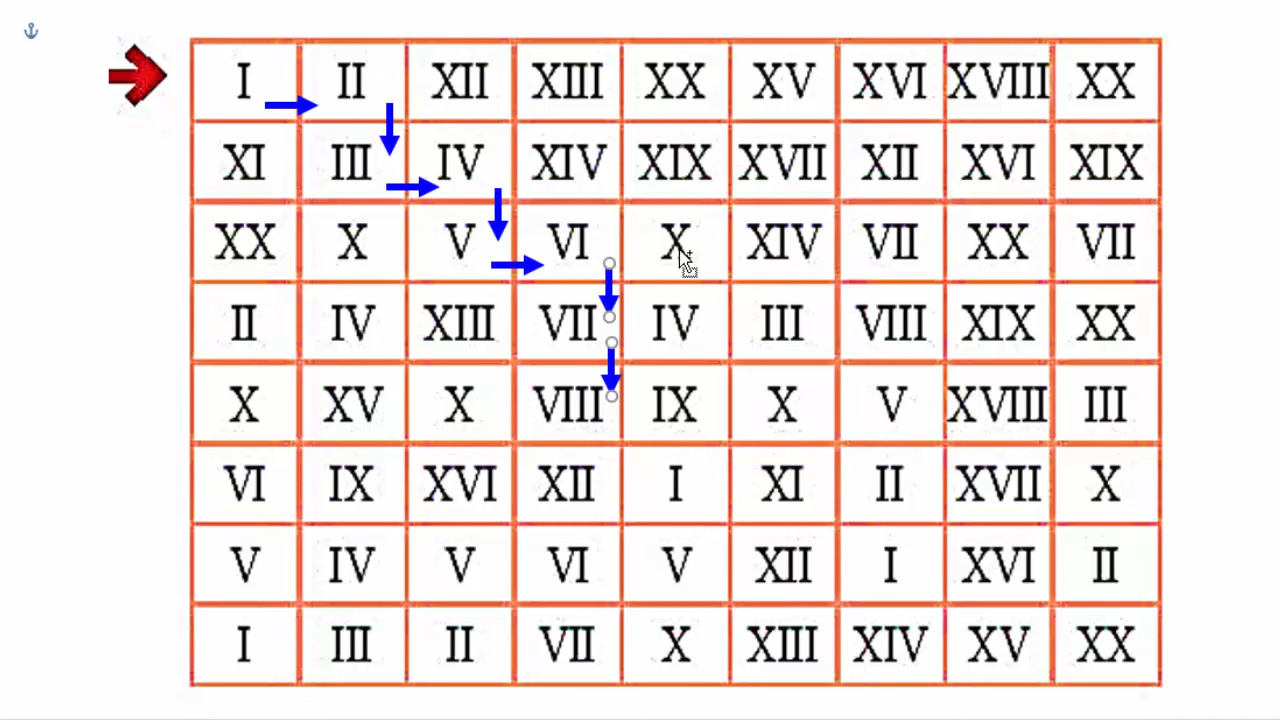 I II XII XIII XX XV XVI XVIII XX
XI III IV XIV XIX XVII XII XVI XIX
XX X V VI X XIV VII XX VII
II IV XIII VII IV III VIII XIX XX
X XV X VIII IX X V XVIII III
VI IX XVI XII I XI II XVII X
V IV V VI V XII I XVI II
I III II VII X XIII XIV XV XX